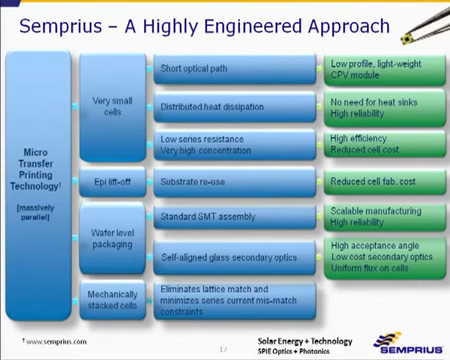 SEMPRIUS
Semprius – A Highly Engineered Approach
Micro
Transfer
Printing
Technology¹
[massively
parallel]
Very small
cells
Short optical path
Low profile, light-weight
CPV module
Distributed heat dissipation
No need for heat sinks
High reliability
Low series resistance
Very high concentration
High efficiency
Reduced cell cost
Epi lift-off
Substrate re-use
Reduced cell fab. cost
Wafer level
packaging
Standard SMT assembly
Scalable manufacturing
High reliability
Self-aligned glass secondary optics
High acceptance angle
Low cost secondary optics
Uniform flux on cells
Mechanically
stacked cells
Eliminates lattice match and
minimizes series current mis-match
constraints
¹ www.semprius.com
17
Solar Energy + Technology
SPIE Optics + Photonics
SEMPRIUS